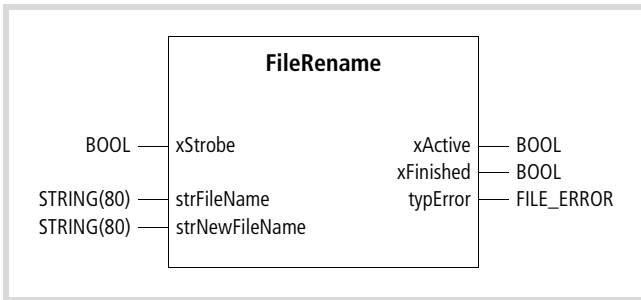 FileRename
BOOL xStrobe xActive BOOL
xFinished BOOL
STRING(80) strFileName typError FILE_ERROR
STRING(80) strNewFileName